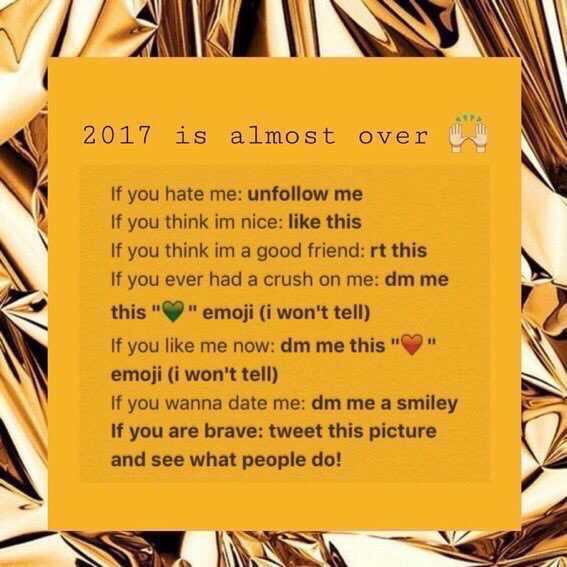 2017 is almost over 🙌🏼
If you hate me: unfollow me
If you think im nice: like this
If you think im a good friend: rt this
If you ever had a crush on me: dm me
this "💚" emoji (i won't tell)
If you like me now: dm me this "❤️"
emoji (i won't tell)
If you wanna date me: dm me a smiley
If you are brave: tweet this picture
and see what people do!